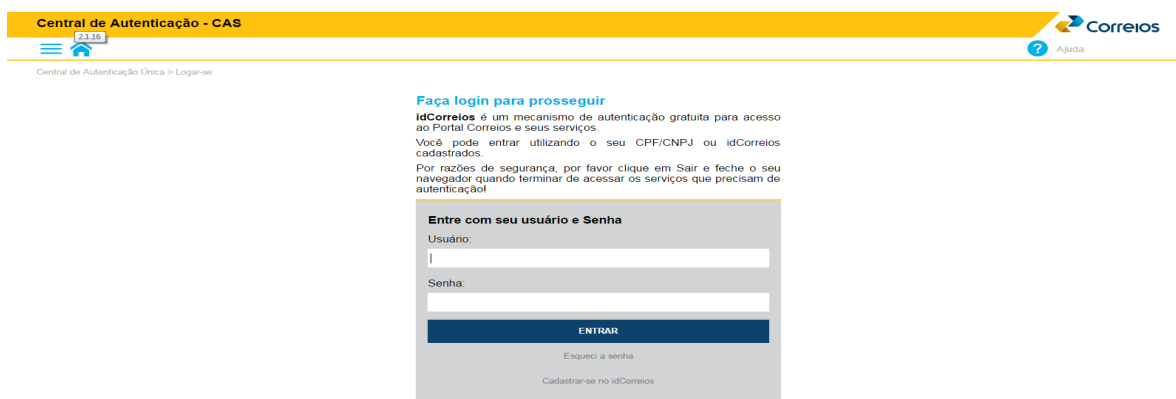 Central de Autenticação - CAS
Correios
2.1.16
? Ajuda
Central de Autenticação Única > Logar-se
Faça login para prosseguir
idCorreios é um mecanismo de autenticação gratuita para acesso
ao Portal Correios e seus serviços.
Você pode entrar utilizando o seu CPF/CNPJ ou idCorreios
cadastrados.
Por razões de segurança, por favor clique em Sair e feche o seu
navegador quando terminar de acessar os serviços que precisam de
autenticação!
Entre com seu usuário e Senha
Usuário:
Senha:
ENTRAR
Esqueci a senha
Cadastrar-se no idCorreios